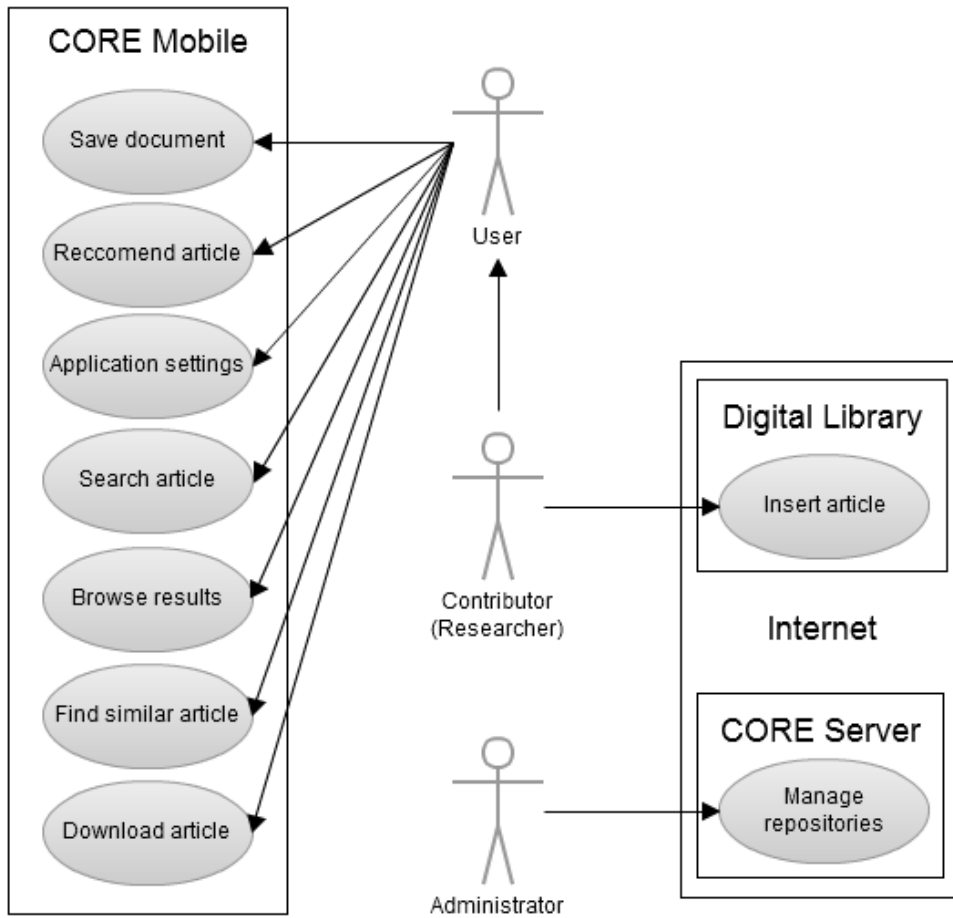 CORE Mobile
Save document
Reccomend article
Application settings
Search article
Browse results
Find similar article
Download article
User
Contributor
(Researcher)
Administrator
Digital Library
Insert article
Internet
CORE Server
Manage
repositories